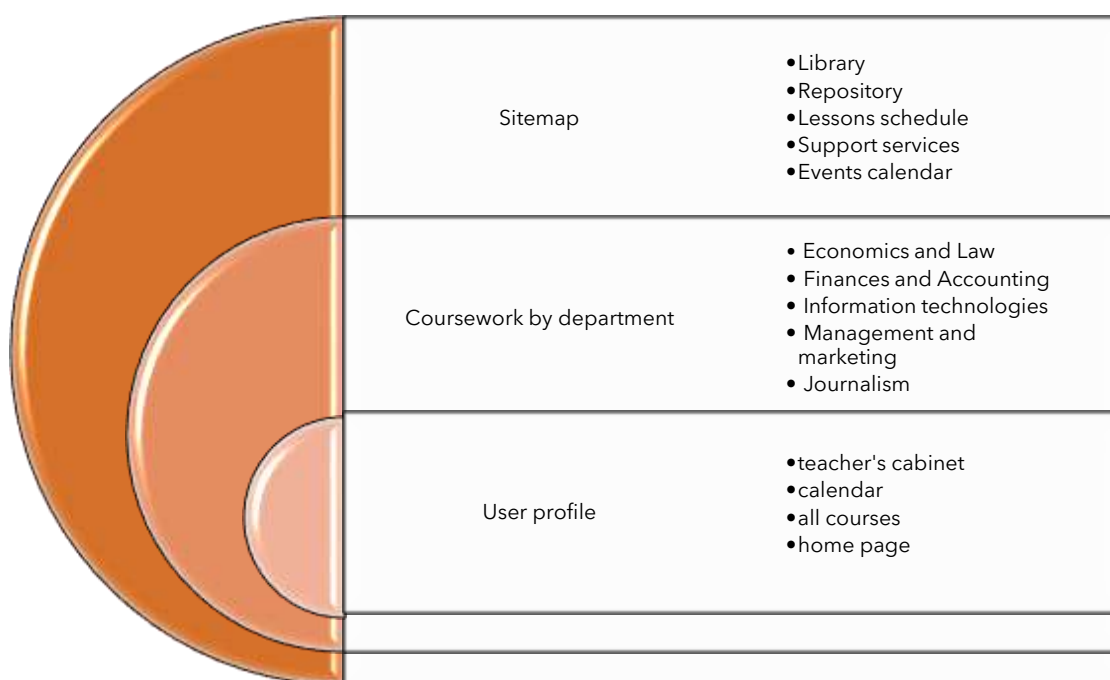 Sitemap
•Library
•Repository
•Lessons schedule
•Support services
•Events calendar
Coursework by department
• Economics and Law
• Finances and Accounting
• Information technologies
• Management and
marketing
• Journalism
User profile
•teacher's cabinet
•calendar
•all courses
•home page